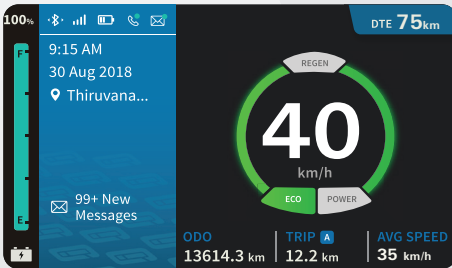 100%
F
E
9:15 AM
30 Aug 2018
Thiruvana...
99+ New
Messages
DTE 75km
REGEN
40
km/h
ECO POWER
ODO
13614.3 km
TRIP A
12.2 km
AVG SPEED
35 km/h